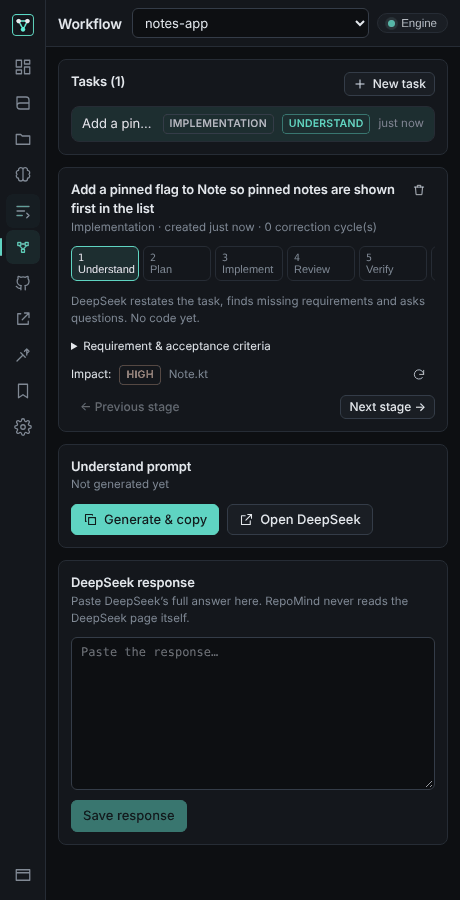 Workflow
notes-app
Engine
Tasks (1)
New task
Add a pin...
IMPLEMENTATION
UNDERSTAND
just now
Add a pinned flag to Note so pinned notes are shown
first in the list
Implementation · created just now · 0 correction cycle(s)
1
Understand
2
Plan
3
Implement
4
Review
5
Verify
DeepSeek restates the task, finds missing requirements and asks
questions. No code yet.
Requirement & acceptance criteria
Impact: HIGH Note.kt
← Previous stage
Next stage →
Understand prompt
Not generated yet
Generate & copy
Open DeepSeek
DeepSeek response
Paste DeepSeek's full answer here. RepoMind never reads the
DeepSeek page itself.
Paste the response…
Save response